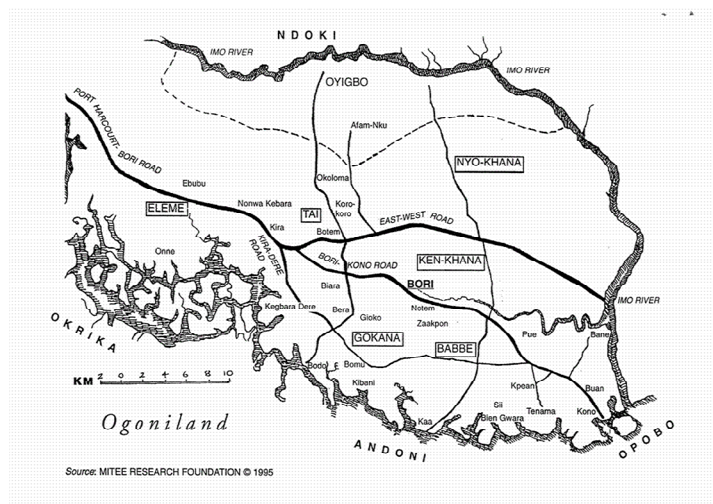 NDOKI
IMO RIVER
IMO RIVER
OYIGBO
PORT HARCOURT-BORI ROAD
Afam-Nku
NYO-KHANA
Okoloma
Ebubu
Koro-
koro
ELEME
Nonwa Kebara
TAI
EAST-WEST ROAD
Kira
Botem
Onne
KIRA-DERE
ROAD
BORI-KONO ROAD
KEN-KHANA
Biara
BORI
IMO RIVER
Kegbara Dere
Bera
Notem
Gioko
Zaakpon
OKRIKA
GOKANA
BABBE
Pue
Bane
Bodo
Bomu
KM 2 0 2 4 6 8 10
Kibani
Kpean
Buan
Ogoniland
Kaa
Sii
Bien Gwara
Tenama
Kono
ANDONI
OPOBO
Source: MITEE RESEARCH FOUNDATION © 1995